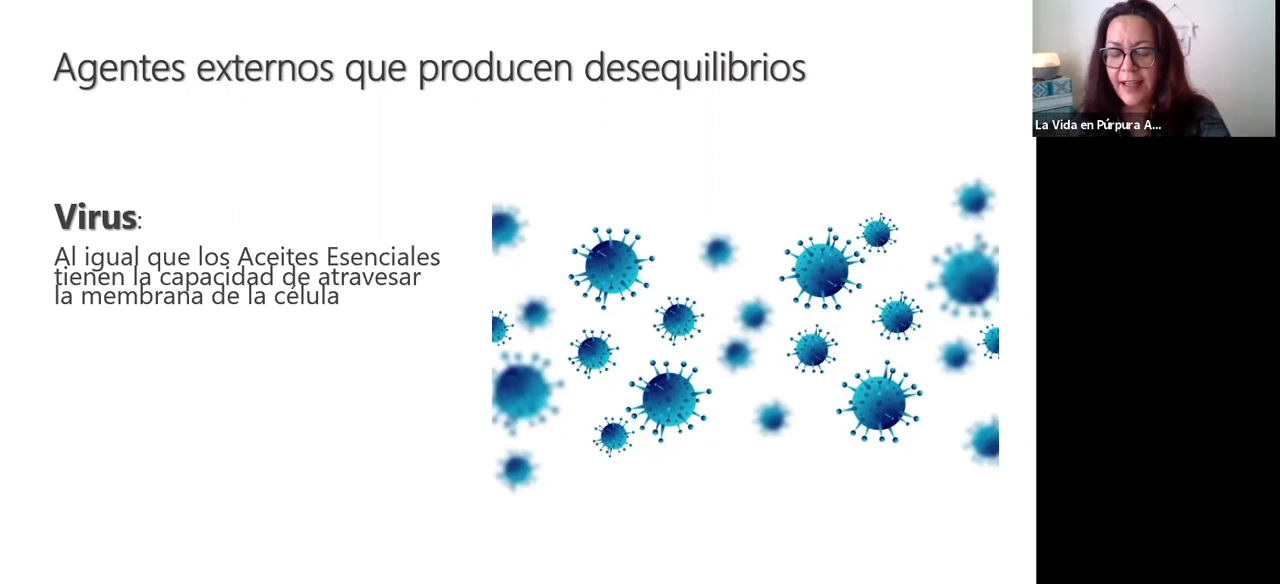 Agentes externos que producen desequilibrios
La Vida en Púrpura A...
Virus:
Al igual que los Aceites Esenciales
tienen la capacidad de atravesar
la membrana de la célula